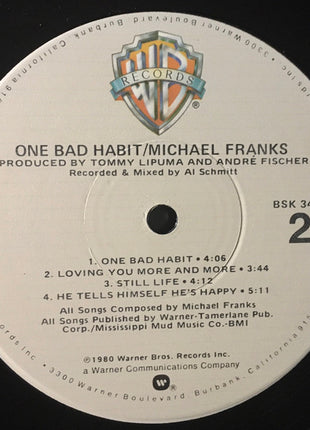 WB
RECORDS
®
ONE BAD HABIT/MICHAEL FRANKS
PRODUCED BY TOMMY LIPUMA AND ANDRÉ FISCHER
Recorded & Mixed by Al Schmitt
BSK 34
2
1. ONE BAD HABIT • 4:06
2. LOVING YOU MORE AND MORE • 3:44
3. STILL LIFE • 4:12
4. HE TELLS HIMSELF HE'S HAPPY • 5:11
All Songs Composed by Michael Franks
All Songs Published by Warner-Tamerlane Pub.
Corp./Mississippi Mud Music Co.-BMI
℗1980 Warner Bros. Records Inc.
a Warner Communications Company
• 3300 Warner Boulevard, Burbank, California 91